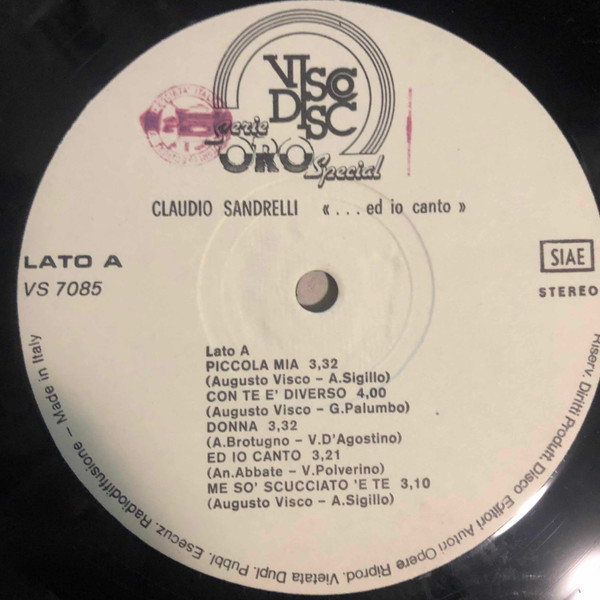 VISCO
DISC
Serie
ORO
Special
CLAUDIO SANDRELLI « . . . ed io canto »
LATO A
VS 7085
SIAE
STEREO
Lato A
PICCOLA MIA 3,32
(Augusto Visco – A.Sigillo)
CON TE E' DIVERSO 4,00
(Augusto Visco – G.Palumbo)
DONNA 3,32
(A.Brotugno – V.D'Agostino)
ED IO CANTO 3,21
(An.Abbate – V.Polverino)
ME SO' SCUCCIATO 'E TE 3,10
(Augusto Visco – A.Sigillo)
Riserv. Diritti Produtt. Disco Editori Autori Opere Riprod. Vietata Dupl. Pubbl. Esecuz. Radiodiffusione – Made in Italy